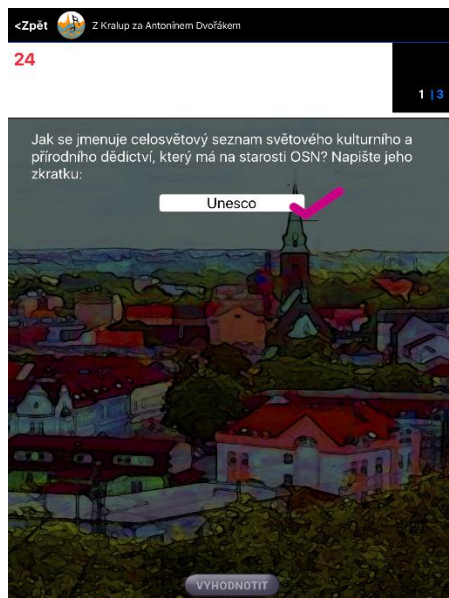 <Zpět Z Kralup za Antonínem Dvořákem
24
1 | 3
Jak se jmenuje celosvětový seznam světového kulturního a
přírodního dědictví, který má na starosti OSN? Napište jeho
zkratku:
Unesco
VYHODNOTIT